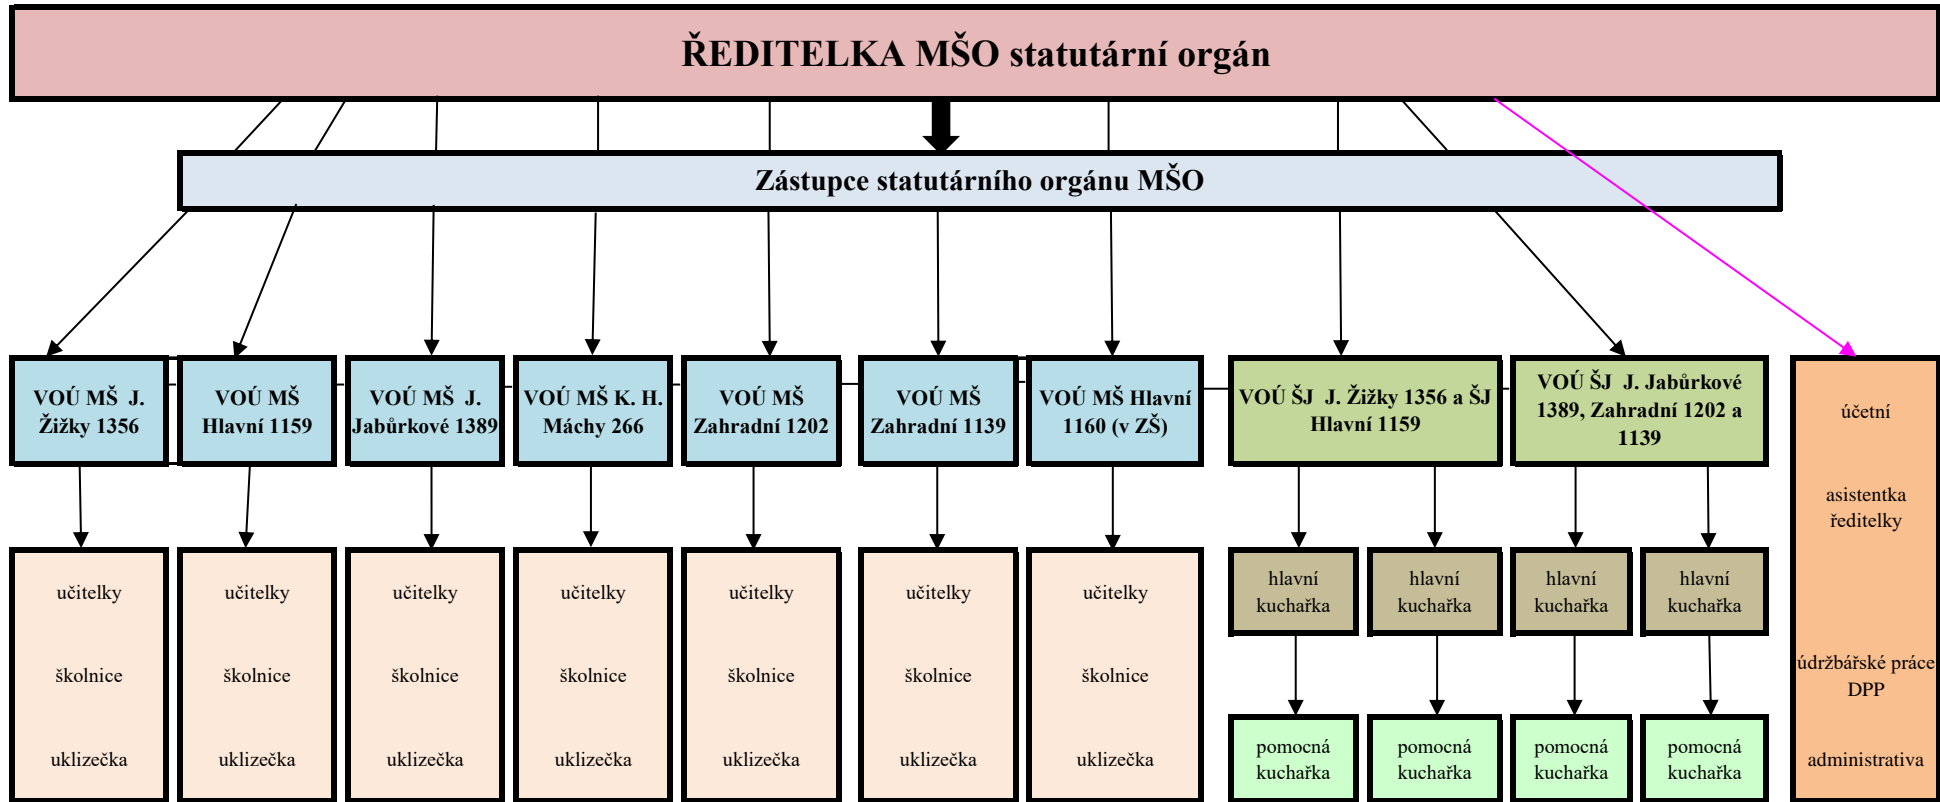 ŘEDITELKA MŠO statutární orgán
Zástupce statutárního orgánu MŠO
VOÚ MŠ J.
Žižky 1356
VOÚ MŠ
Hlavní 1159
VOÚ MŠ J.
Jabůrkové 1389
VOÚ MŠ K. H.
Máchy 266
VOÚ MŠ
Zahradní 1202
VOÚ MŠ
Zahradní 1139
VOÚ MŠ Hlavní
1160 (v ZŠ)
VOÚ ŠJ J. Žižky 1356 a ŠJ
Hlavní 1159
VOÚ ŠJ J. Jabůrkové
1389, Zahradní 1202 a
1139
účetní
asistentka
ředitelky
údržbářské práce
DPP
administrativa
učitelky
školnice
uklizečka
učitelky
školnice
uklizečka
učitelky
školnice
uklizečka
učitelky
školnice
uklizečka
učitelky
školnice
uklizečka
učitelky
školnice
uklizečka
učitelky
školnice
uklizečka
hlavní
kuchařka
hlavní
kuchařka
hlavní
kuchařka
hlavní
kuchařka
pomocná
kuchařka
pomocná
kuchařka
pomocná
kuchařka
pomocná
kuchařka